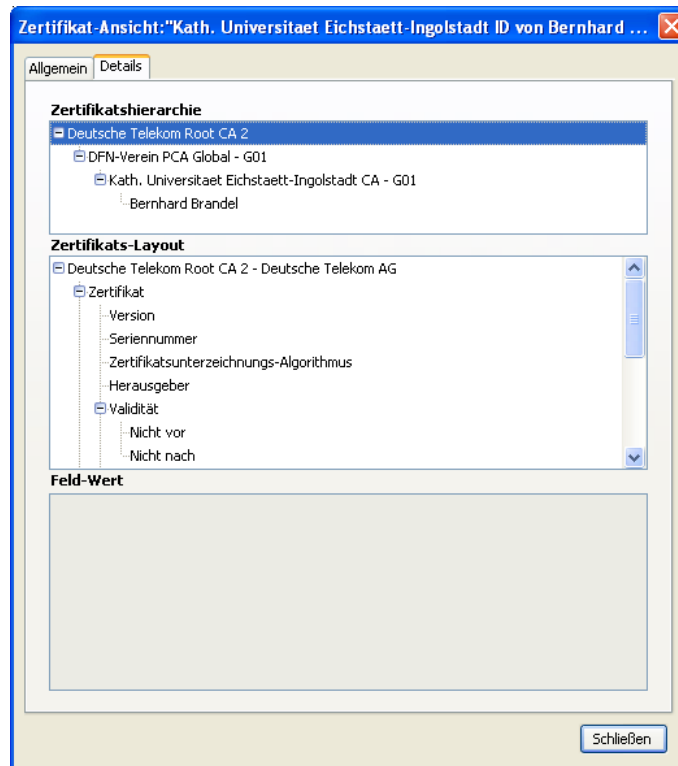 Zertifikat-Ansicht:"Kath. Universitaet Eichstaett-Ingolstadt ID von Bernhard ...
Allgemein Details
Zertifikatshierarchie
Deutsche Telekom Root CA 2
DFN-Verein PCA Global - G01
Kath. Universitaet Eichstaett-Ingolstadt CA - G01
Bernhard Brandel
Zertifikats-Layout
Deutsche Telekom Root CA 2 - Deutsche Telekom AG
Zertifikat
Version
Seriennummer
Zertifikatsunterzeichnungs-Algorithmus
Herausgeber
Validität
Nicht vor
Nicht nach
Feld-Wert
Schließen